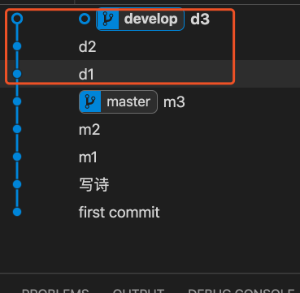 develop d3
d2
d1
master m3
m2
m1
写诗
first commit
PROBLEMS OUTPUT DEBUG CONSOLE